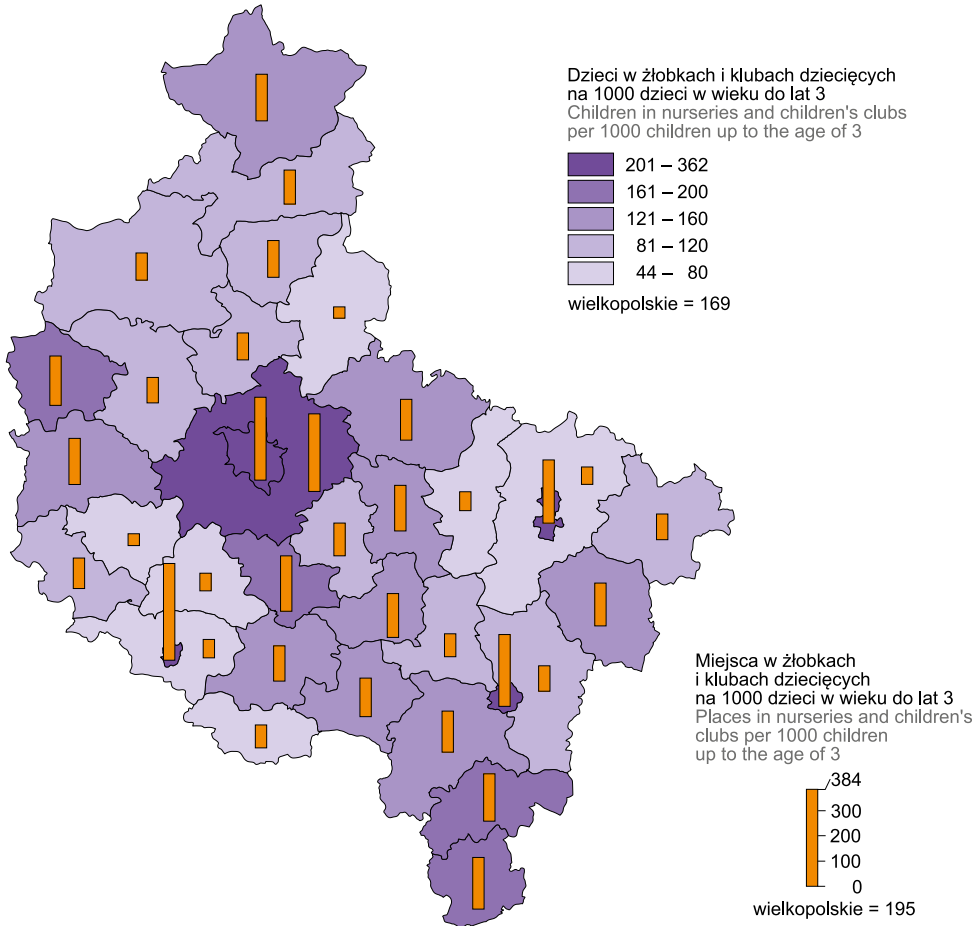 Dzieci w żłobkach i klubach dziecięcych
na 1000 dzieci w wieku do lat 3
Children in nurseries and children's clubs
per 1000 children up to the age of 3
201 – 362
161 – 200
121 – 160
81 – 120
44 – 80
wielkopolskie = 169
Miejsca w żłobkach
i klubach dziecięcych
na 1000 dzieci w wieku do lat 3
Places in nurseries and children's
clubs per 1000 children
up to the age of 3
384
300
200
100
0
wielkopolskie = 195